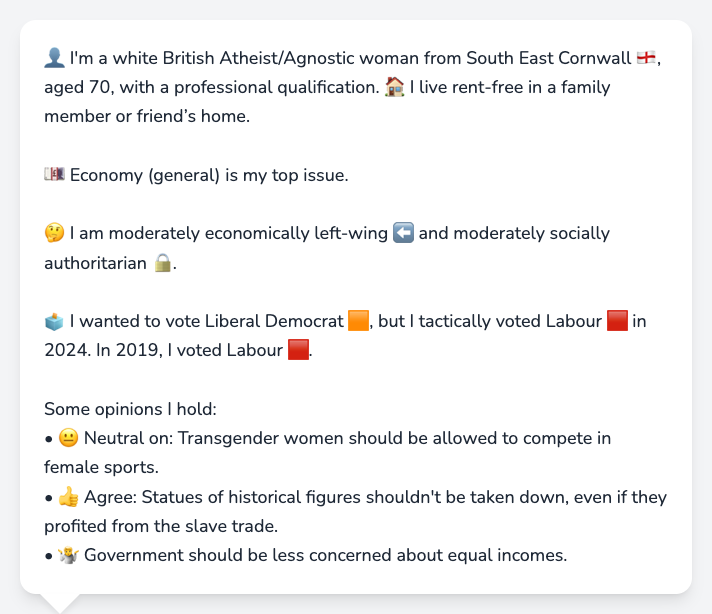 👤 I'm a white British Atheist/Agnostic woman from South East Cornwall 🏴󠁧󠁢󠁥󠁮󠁧󠁿,
aged 70, with a professional qualification. 🏠 I live rent-free in a family
member or friend’s home.
💷 Economy (general) is my top issue.
🤔 I am moderately economically left-wing ⬅️ and moderately socially
authoritarian 🔒.
🗳️ I wanted to vote Liberal Democrat 🟧, but I tactically voted Labour 🟥 in
2024. In 2019, I voted Labour 🟥.
Some opinions I hold:
• 😐 Neutral on: Transgender women should be allowed to compete in
female sports.
• 👍 Agree: Statues of historical figures shouldn't be taken down, even if they
profited from the slave trade.
• 🤷 Government should be less concerned about equal incomes.